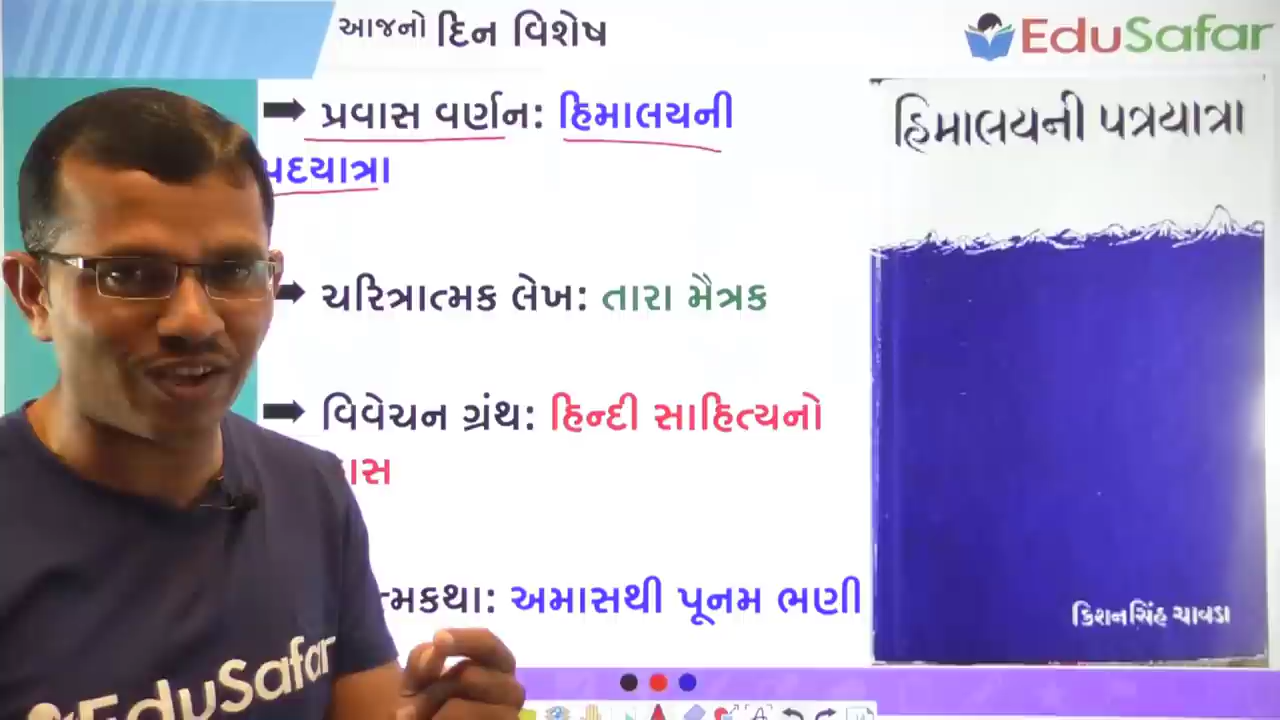 આજનો દિન વિશેષ
EduSafar
➡ પ્રવાસ વર્ણન: હિમાલયની
પદયાત્રા
ચરિત્રાત્મક લેખ: તારા મૈત્રક
➡ વિવેચન ગ્રંથ: હિન્દી સાહિત્યનો
અમાસથી પૂનમ ભણી
હિમાલયની પત્રયાત્રા
કિશનસિંહ ચાવડા
EduSafar